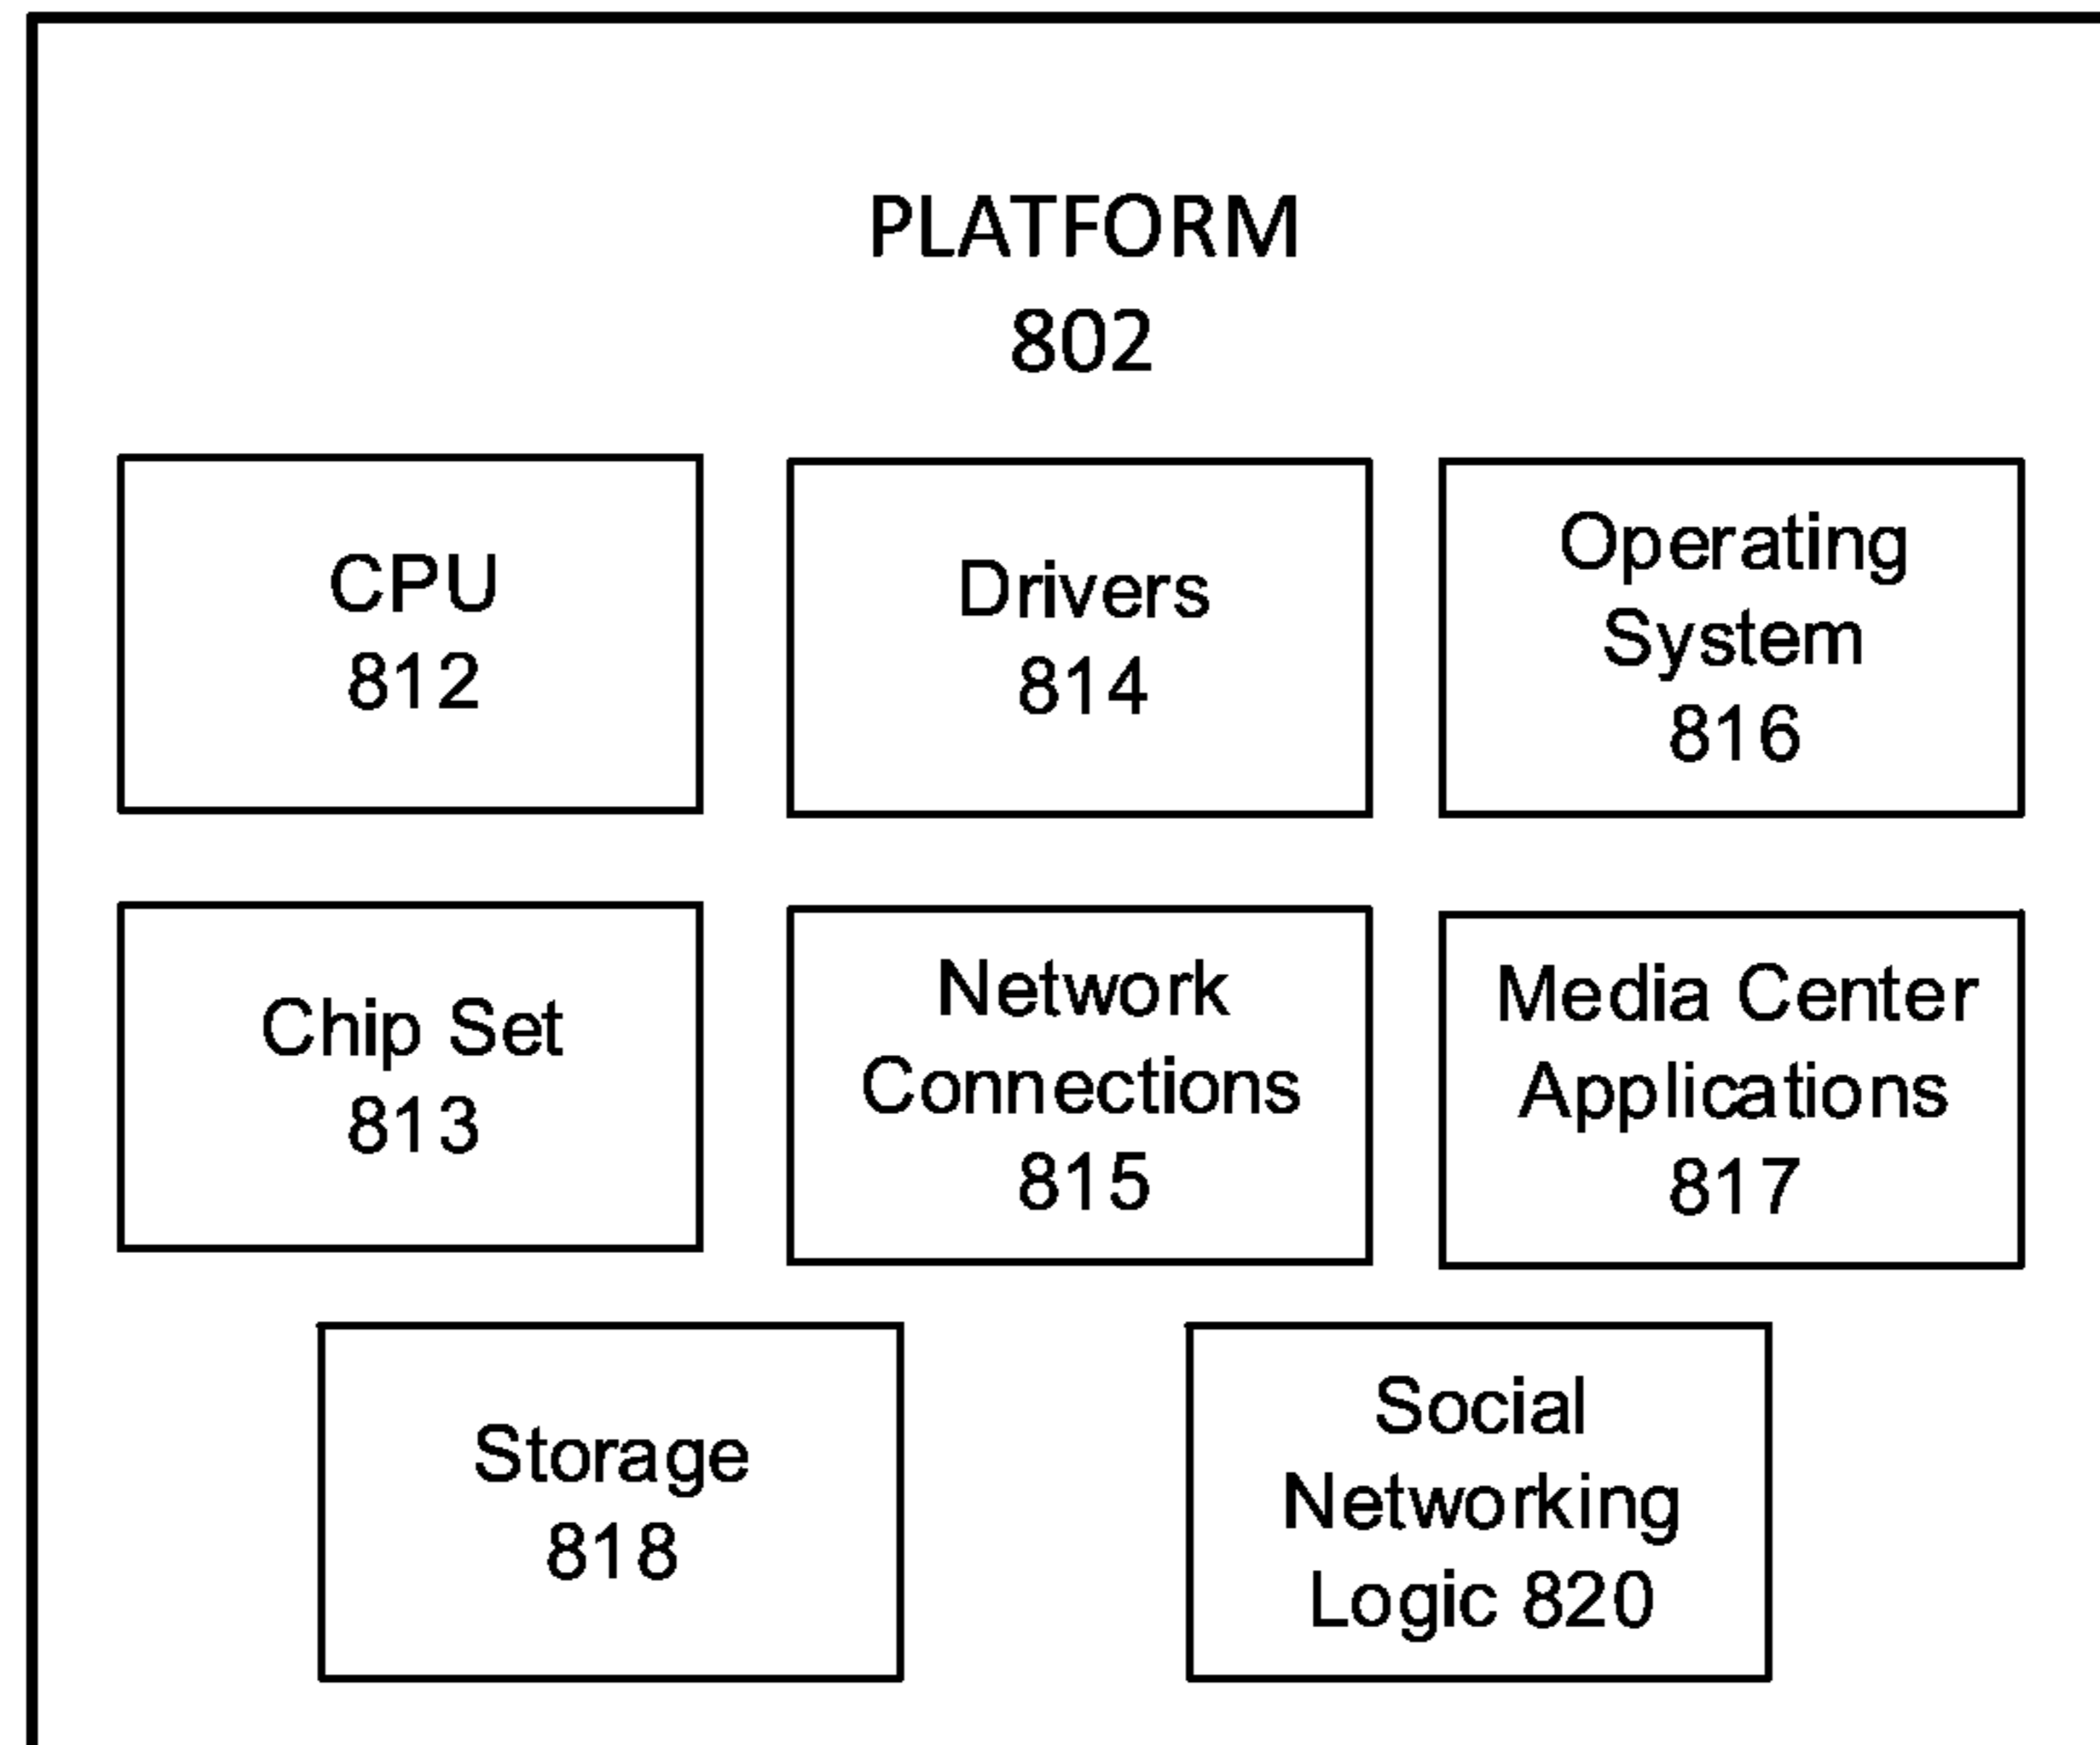 PLATFORM
802
CPU
812
Drivers
814
Operating
System
816
Chip Set
813
Network
Connections
815
Media Center
Applications
817
Storage
818
Social
Networking
Logic 820